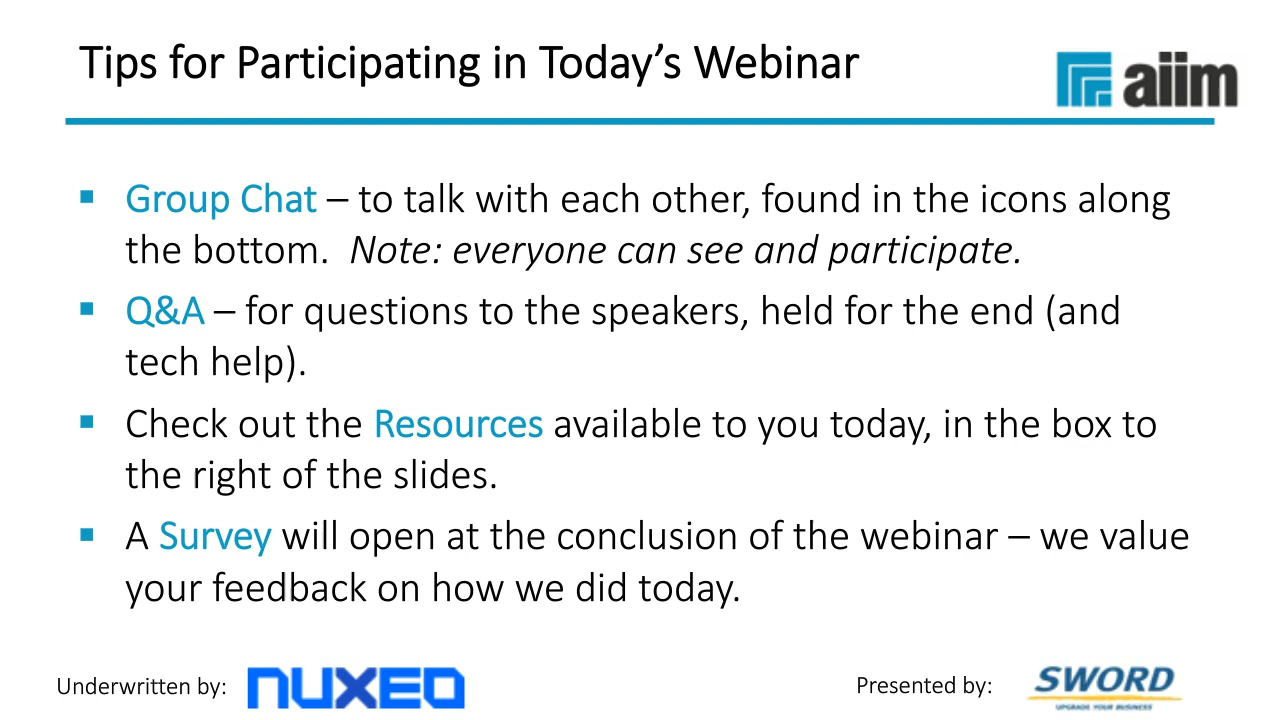 Tips for Participating in Today’s Webinar
aiim
▪ Group Chat – to talk with each other, found in the icons along
the bottom.  Note: everyone can see and participate.
▪ Q&A – for questions to the speakers, held for the end (and
tech help).
▪ Check out the Resources available to you today, in the box to
the right of the slides.
▪ A Survey will open at the conclusion of the webinar – we value
your feedback on how we did today.
Underwritten by: NUXEO
Presented by: SWORD
UPGRADE YOUR BUSINESS